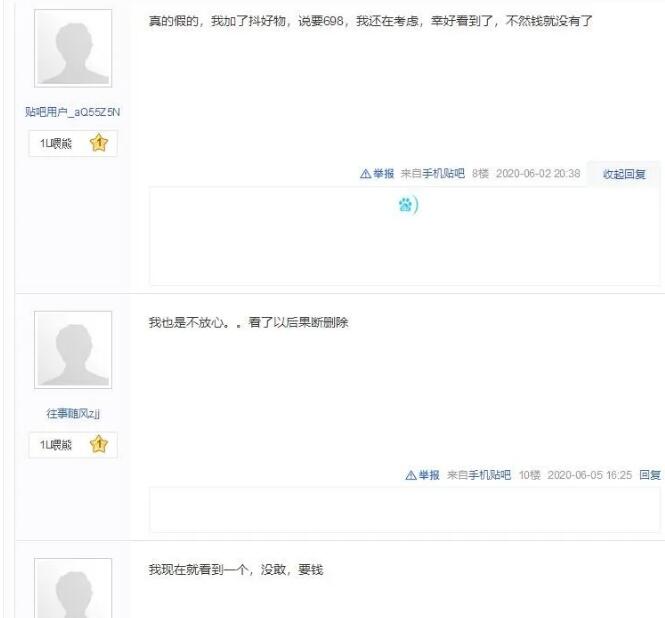 真的假的，我加了抖好物，说要698，我还在考虑，幸好看到了，不然钱就没有了
贴吧用户_aQ55Z5N
1L喂熊 1
举报 来自手机贴吧 8楼 2020-06-02 20:38 收起回复
我也是不放心。。看了以后果断删除
往事随风zjj
1L喂熊 1
举报 来自手机贴吧 10楼 2020-06-05 16:25 回复
我现在就看到一个，没敢，要钱